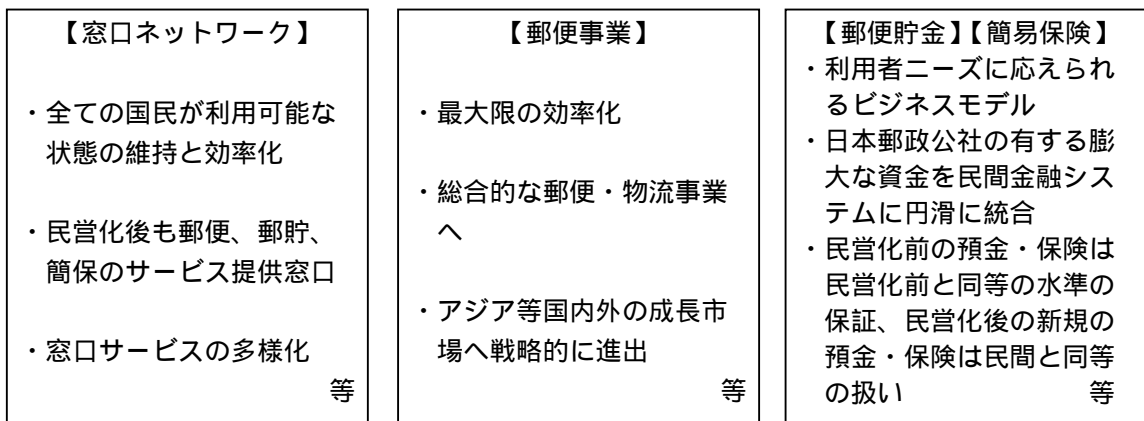 【窓口ネットワーク】
・全ての国民が利用可能な
状態の維持と効率化
・民営化後も郵便、郵貯、
簡保のサービス提供窓口
・窓口サービスの多様化
等
【郵便事業】
・最大限の効率化
・総合的な郵便・物流事業
へ
・アジア等国内外の成長市
場へ戦略的に進出
等
【郵便貯金】【簡易保険】
・利用者ニーズに応えられ
るビジネスモデル
・日本郵政公社の有する膨
大な資金を民間金融シス
テムに円滑に統合
・民営化前の預金・保険は
民営化前と同等の水準の
保証、民営化後の新規の
預金・保険は民間と同等
の扱い 等